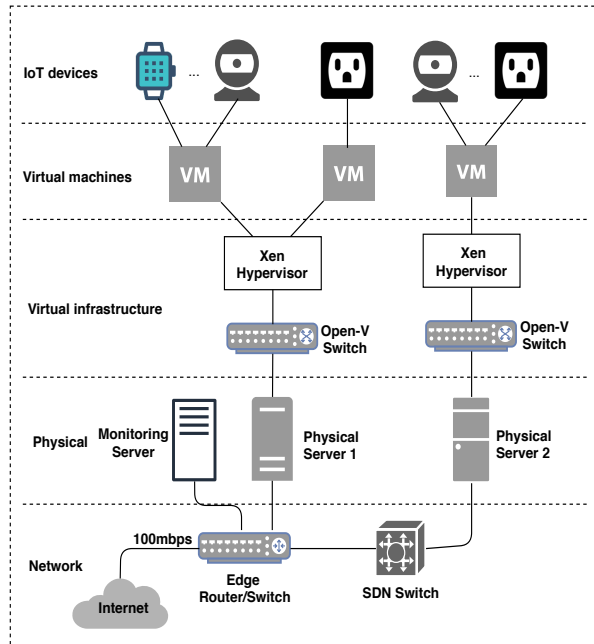 IoT devices
...
...
Virtual machines
VM
VM
VM
Virtual infrastructure
Xen
Hypervisor
Xen
Hypervisor
Open-V
Switch
Open-V
Switch
Physical
Monitoring
Server
Physical
Server 1
Physical
Server 2
Network
100mbps
Internet
Edge
Router/Switch
SDN Switch